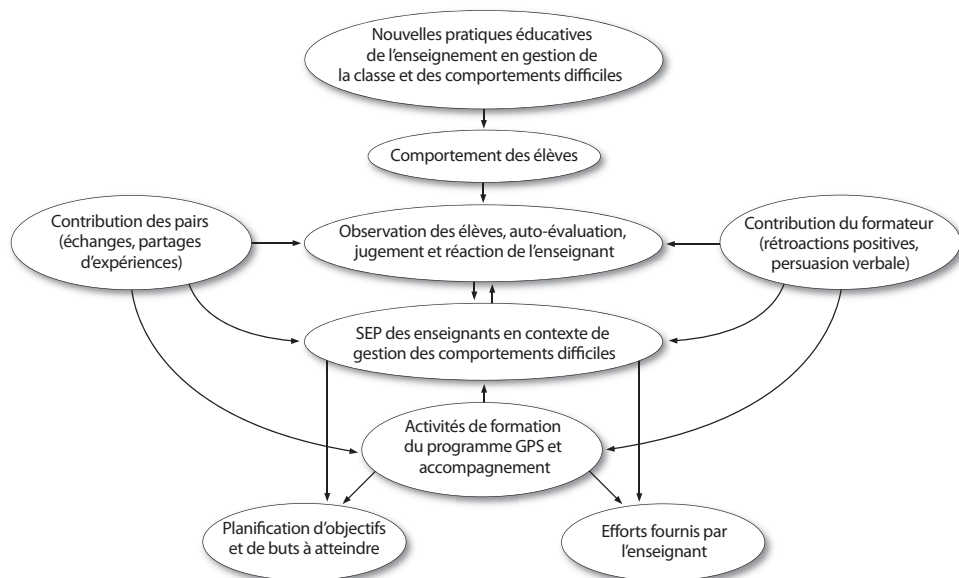 Nouvelles pratiques éducatives
de l’enseignement en gestion de
la classe et des comportements difficiles
Comportement des élèves
Contribution des pairs
(échanges, partages
d’expériences)
Observation des élèves, auto-évaluation,
jugement et réaction de l’enseignant
Contribution du formateur
(rétroactions positives,
persuasion verbale)
SEP des enseignants en contexte de
gestion des comportements difficiles
Activités de formation
du programme GPS et
accompagnement
Planification d’objectifs
et de buts à atteindre
Efforts fournis par
l’enseignant